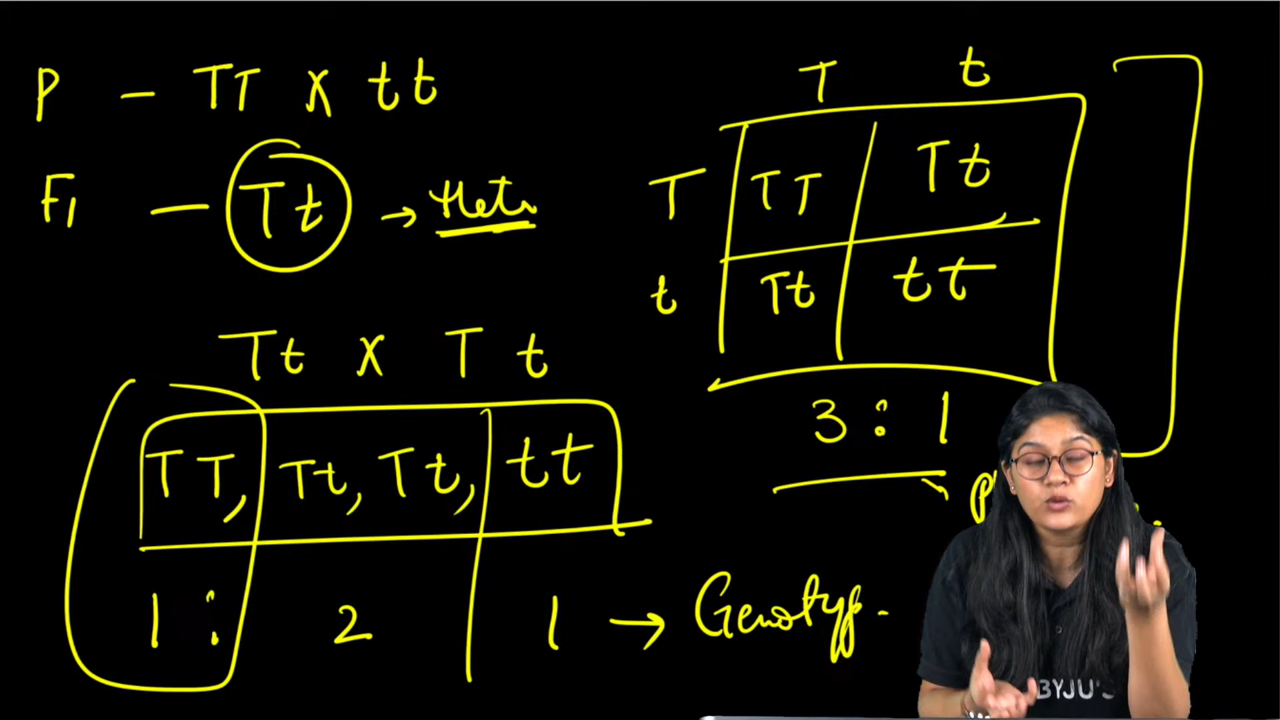 P — TT X tt
F1 — Tt → Hete
Tt X T t
TT, Tt, Tt, tt
1 : 2 1 → Genotyp.
T t
T TT Tt
t Tt tt
3 : 1
BYJU'S